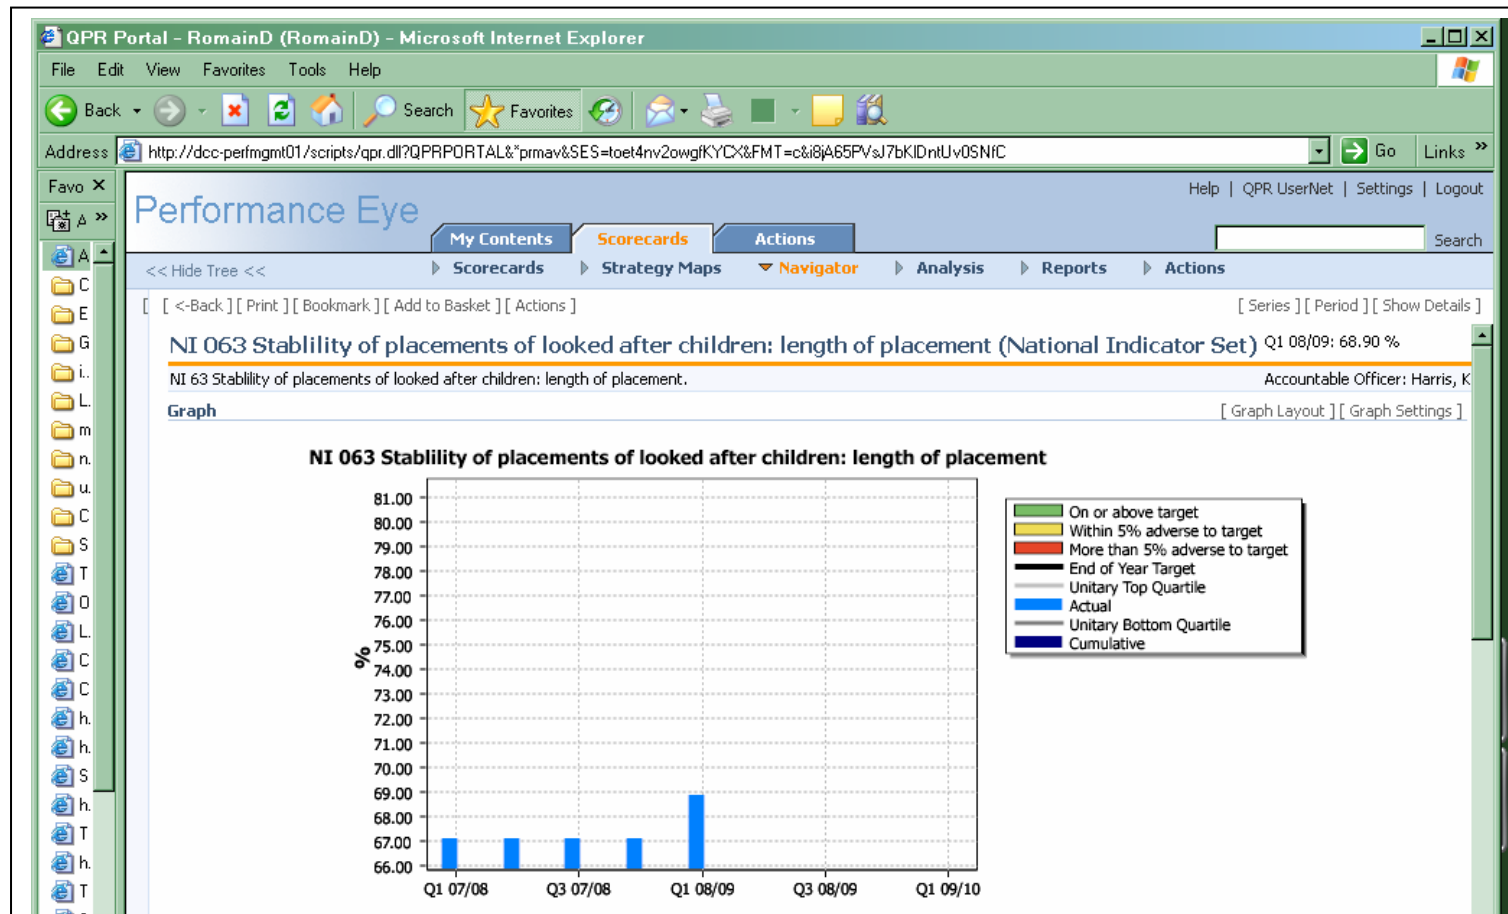 QPR Portal - RomainD (RomainD) - Microsoft Internet Explorer
File Edit View Favorites Tools Help
Back Search Favorites
Address http://dcc-perfmgmt01/scripts/qpr.dll?QPRPORTAL&*prmav&SES=toet4nv2owgfKYCX&FMT=c&i8jA65PVsJ7bKIDntUv0SNfC Go Links »
Favo ×
Help | QPR UserNet | Settings | Logout
Performance Eye
A »
My Contents Scorecards Actions
Search
<< Hide Tree <<
Scorecards Strategy Maps Navigator Analysis Reports Actions
[ [ <-Back ] [ Print ] [ Bookmark ] [ Add to Basket ] [ Actions ]
[ Series ] [ Period ] [ Show Details ]
NI 063 Stablility of placements of looked after children: length of placement (National Indicator Set) Q1 08/09: 68.90 %
NI 63 Stablility of placements of looked after children: length of placement.
Accountable Officer: Harris, K
Graph
[ Graph Layout ] [ Graph Settings ]
NI 063 Stablility of placements of looked after children: length of placement
81.00
80.00
79.00
78.00
77.00
76.00
75.00
74.00
73.00
72.00
71.00
70.00
69.00
68.00
67.00
66.00
%
Q1 07/08 Q3 07/08 Q1 08/09 Q3 08/09 Q1 09/10
On or above target
Within 5% adverse to target
More than 5% adverse to target
End of Year Target
Unitary Top Quartile
Actual
Unitary Bottom Quartile
Cumulative
A
C
E
G
i..
L.
m
n.
u.
C
S
T
O
L.
C
C
h.
h.
S
h.
T
h.
T